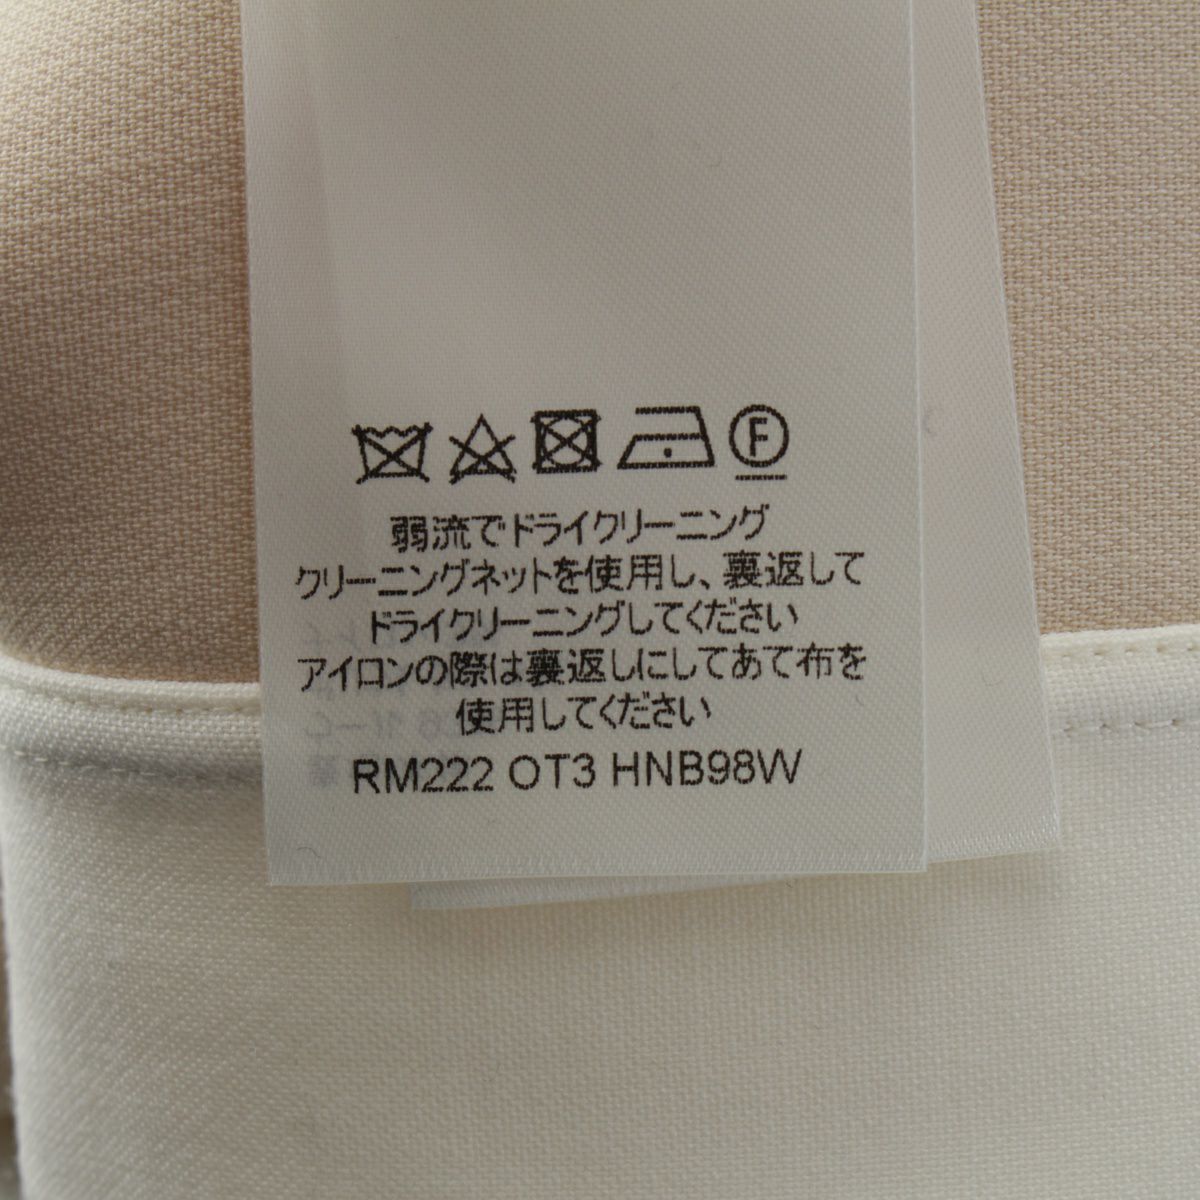 F
弱流でドライクリーニング
クリーニングネットを使用し、裏返して
ドライクリーニングしてください
アイロンの際は裏返しにしてあて布を
使用してください
RM222 OT3 HNB98W